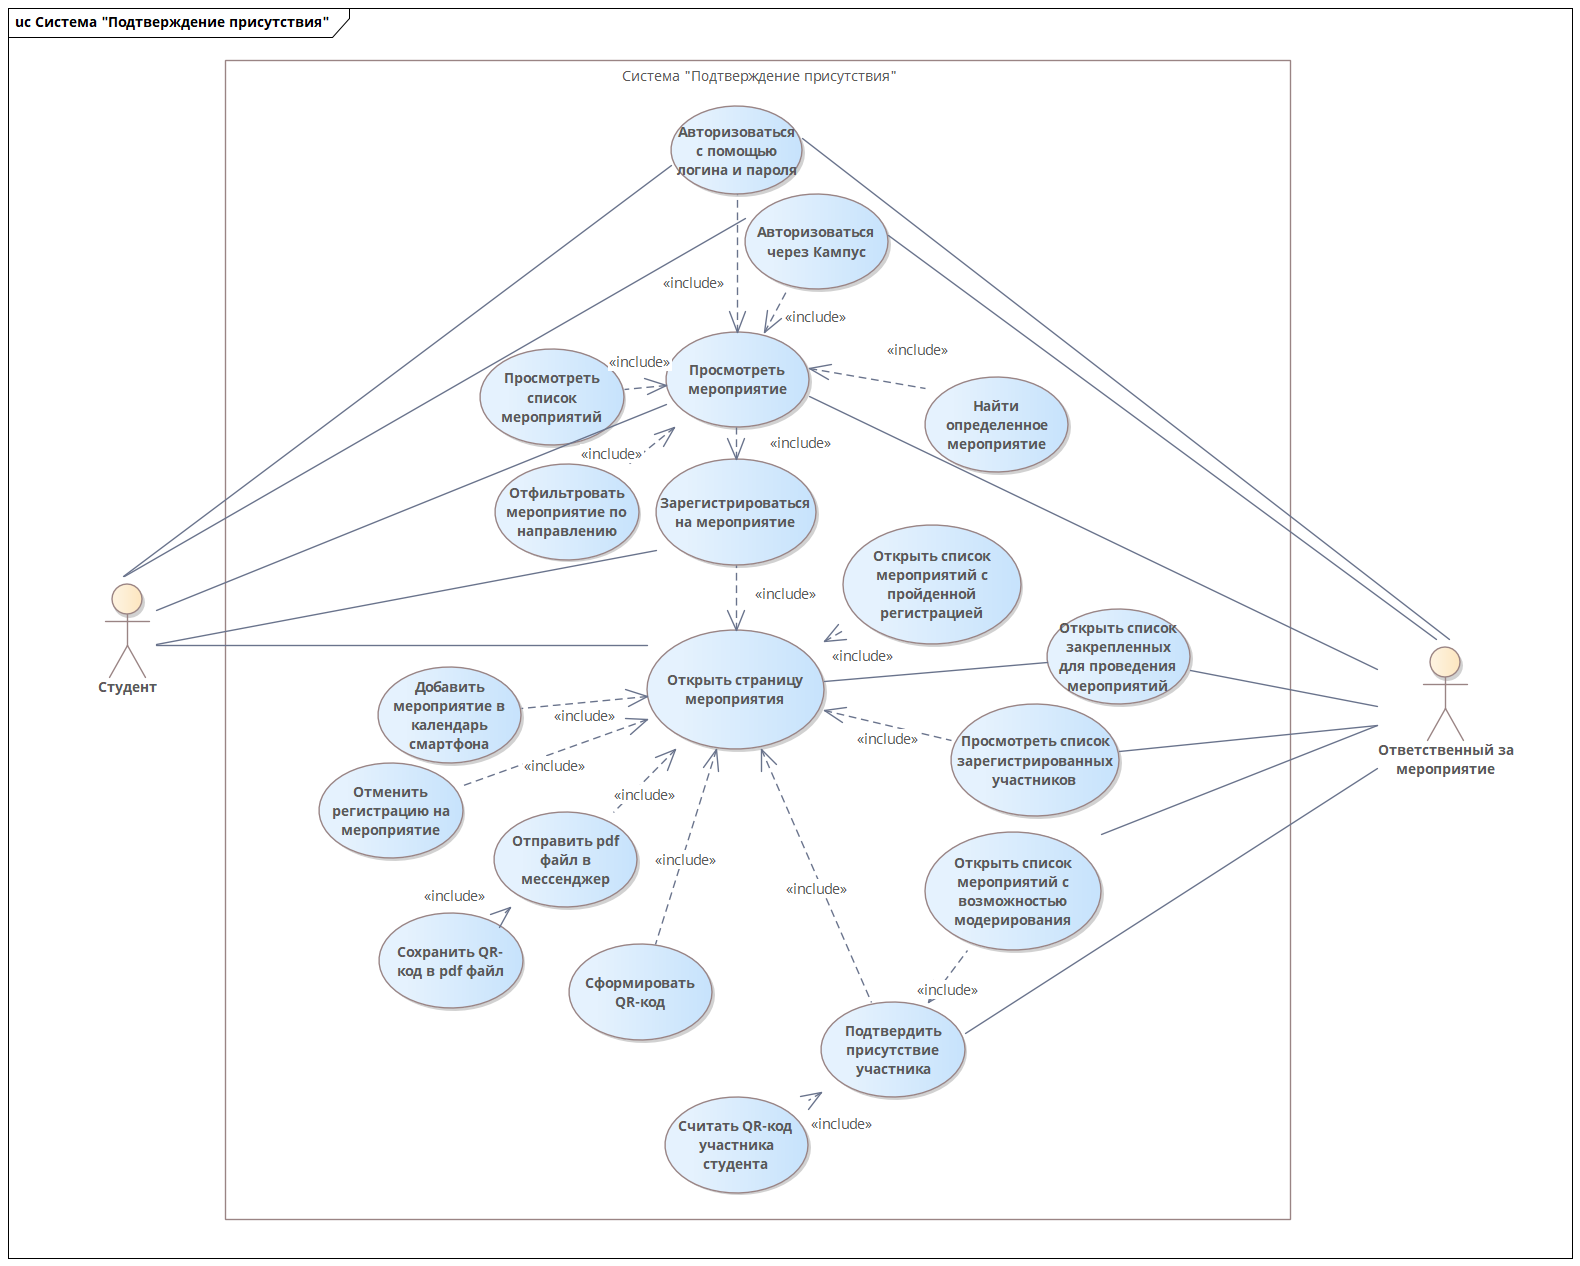 uc Система "Подтверждение присутствия"
Система "Подтверждение присутствия"
Авторизоваться
с помощью
логина и пароля
Авторизоваться
через Кампус
«include»
«include»
«include»
«include»
Просмотреть
мероприятие
Просмотреть
список
мероприятий
Найти
определенное
мероприятие
«include»
«include»
Отфильтровать
мероприятие по
направлению
Зарегистрироваться
на мероприятие
Открыть список
мероприятий с
пройденной
регистрацией
«include»
«include»
Открыть список
закрепленных
для проведения
мероприятий
Студент
Открыть страницу
мероприятия
Добавить
мероприятие в
календарь
смартфона
«include»
«include»
Просмотреть список
зарегистрированных
участников
Ответственный за
мероприятие
«include»
Отменить
регистрацию на
мероприятие
«include»
Отправить pdf
файл в
мессенджер
«include»
«include»
Открыть список
мероприятий с
возможностью
модерирования
«include»
Сохранить QR-
код в pdf файл
Сформировать
QR-код
«include»
Подтвердить
присутствие
участника
«include»
Считать QR-код
участника
студента